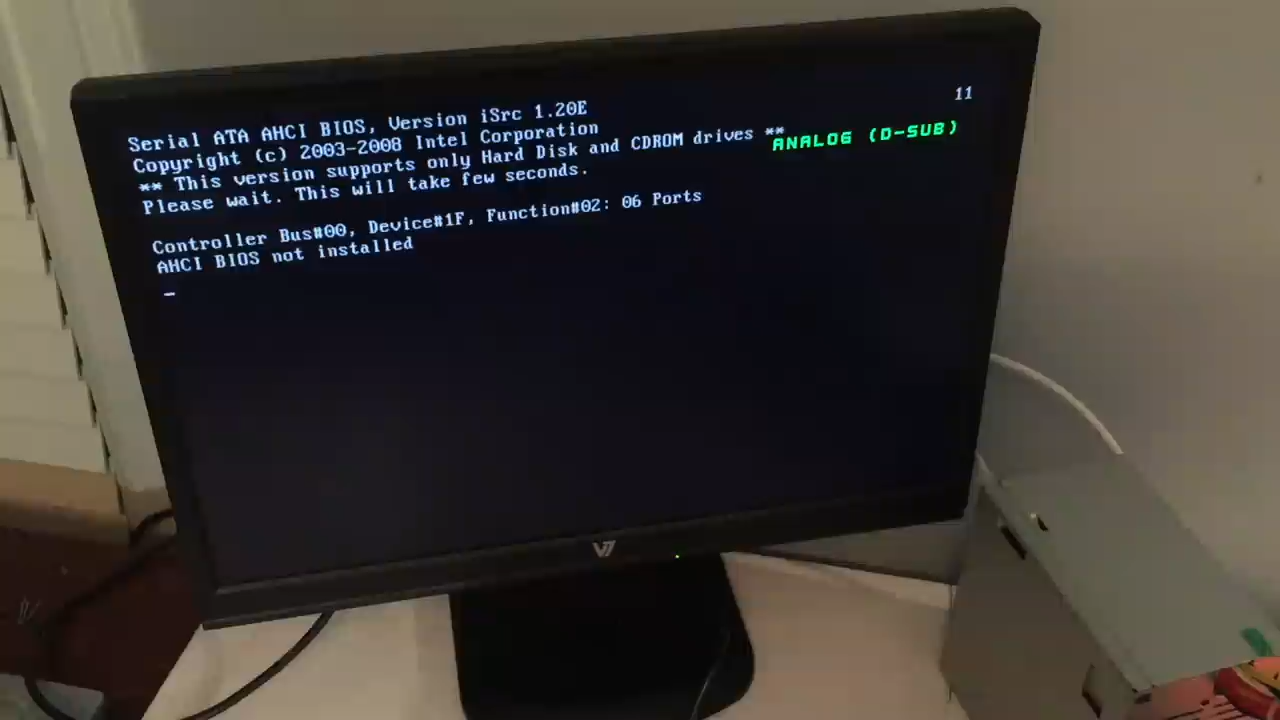 11
Serial ATA AHCI BIOS, Version iSrc 1.20E
Copyright (c) 2003-2008 Intel Corporation
** This version supports only Hard Disk and CDROM drives **
ANALOG (D-SUB)
Please wait. This will take few seconds.
Controller Bus#00, Device#1F, Function#02: 06 Ports
AHCI BIOS not installed
_
V7